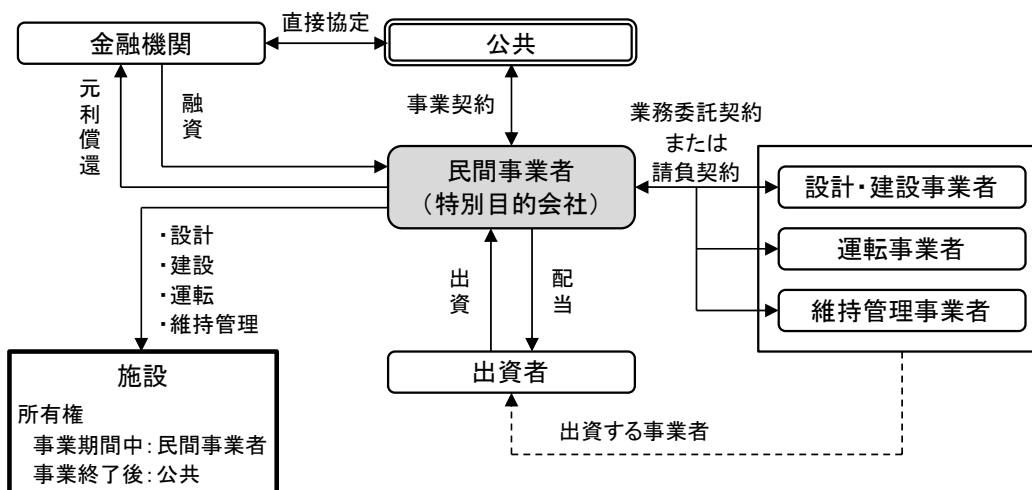 直接協定
金融機関
公共
元利償還
融資
事業契約
業務委託契約
または
請負契約
民間事業者
（特別目的会社）
設計・建設事業者
運転事業者
維持管理事業者
・設計
・建設
・運転
・維持管理
出資
配当
施設
所有権
事業期間中：民間事業者
事業終了後：公共
出資者
出資する事業者